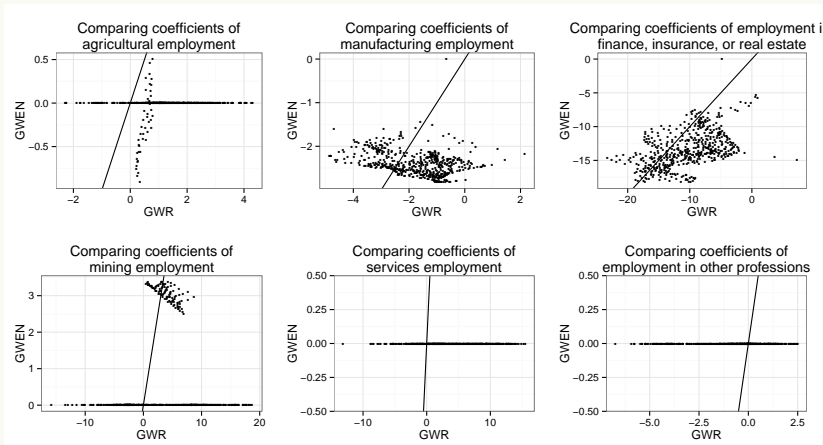 Comparing coefficients of
agricultural employment
0.5
0.0
−0.5
GWEN
−2
0
2
4
GWR
Comparing coefficients of
manufacturing employment
0
−1
−2
GWEN
−4
−2
0
2
GWR
Comparing coefficients of employment i
finance, insurance, or real estate
0
−5
−10
−15
GWEN
−20
−10
0
GWR
Comparing coefficients of
mining employment
3
2
1
0
GWEN
−10
0
10
20
GWR
Comparing coefficients of
services employment
0.50
0.25
0.00
−0.25
−0.50
GWEN
−10
0
10
GWR
Comparing coefficients of
employment in other professions
0.50
0.25
0.00
−0.25
−0.50
GWEN
−5.0
−2.5
0.0
2.5
GWR